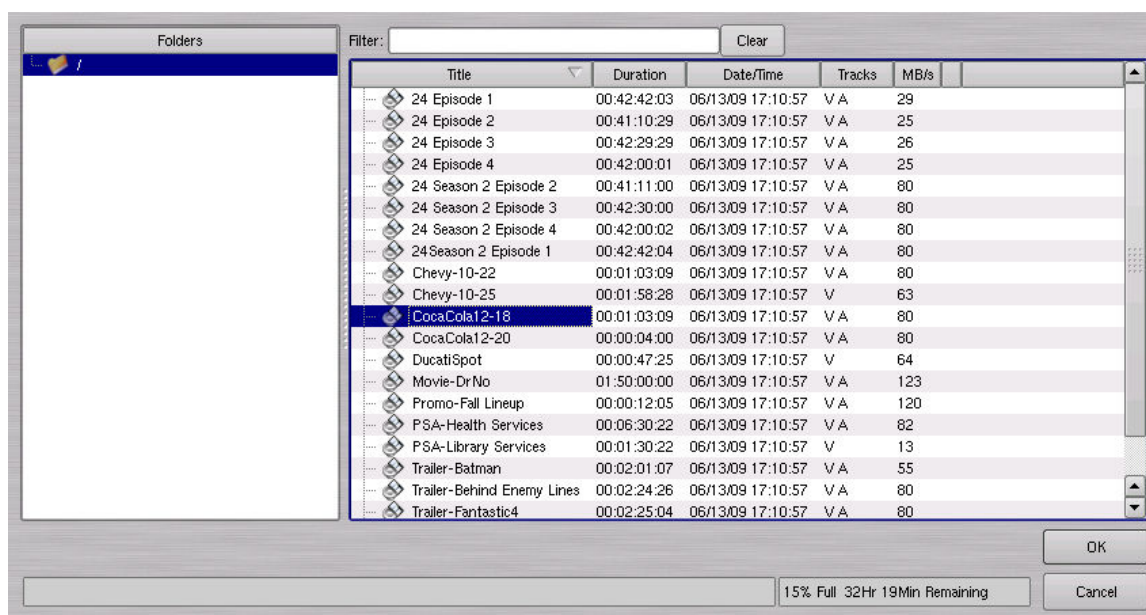 Folders
Filter: Clear
/
Title Duration Date/Time Tracks MB/s
24 Episode 1 00:42:42:03 06/13/09 17:10:57 V A 29
24 Episode 2 00:41:10:29 06/13/09 17:10:57 V A 25
24 Episode 3 00:42:29:29 06/13/09 17:10:57 V A 26
24 Episode 4 00:42:00:01 06/13/09 17:10:57 V A 25
24 Season 2 Episode 2 00:41:11:00 06/13/09 17:10:57 V A 80
24 Season 2 Episode 3 00:42:30:00 06/13/09 17:10:57 V A 80
24 Season 2 Episode 4 00:42:00:02 06/13/09 17:10:57 V A 80
24Season 2 Episode 1 00:42:42:04 06/13/09 17:10:57 V A 80
Chevy-10-22 00:01:03:09 06/13/09 17:10:57 V A 80
Chevy-10-25 00:01:58:28 06/13/09 17:10:57 V 63
CocaCola12-18 00:01:03:09 06/13/09 17:10:57 V A 80
CocaCola12-20 00:00:04:00 06/13/09 17:10:57 V A 80
DucatiSpot 00:00:47:25 06/13/09 17:10:57 V 64
Movie-DrNo 01:50:00:00 06/13/09 17:10:57 V A 123
Promo-Fall Lineup 00:00:12:05 06/13/09 17:10:57 V A 120
PSA-Health Services 00:06:30:22 06/13/09 17:10:57 V A 82
PSA-Library Services 00:01:30:22 06/13/09 17:10:57 V 13
Trailer-Batman 00:02:01:07 06/13/09 17:10:57 V A 55
Trailer-Behind Enemy Lines 00:02:24:26 06/13/09 17:10:57 V A 80
Trailer-Fantastic4 00:02:25:04 06/13/09 17:10:57 V A 80
OK
15% Full 32Hr 19Min Remaining Cancel